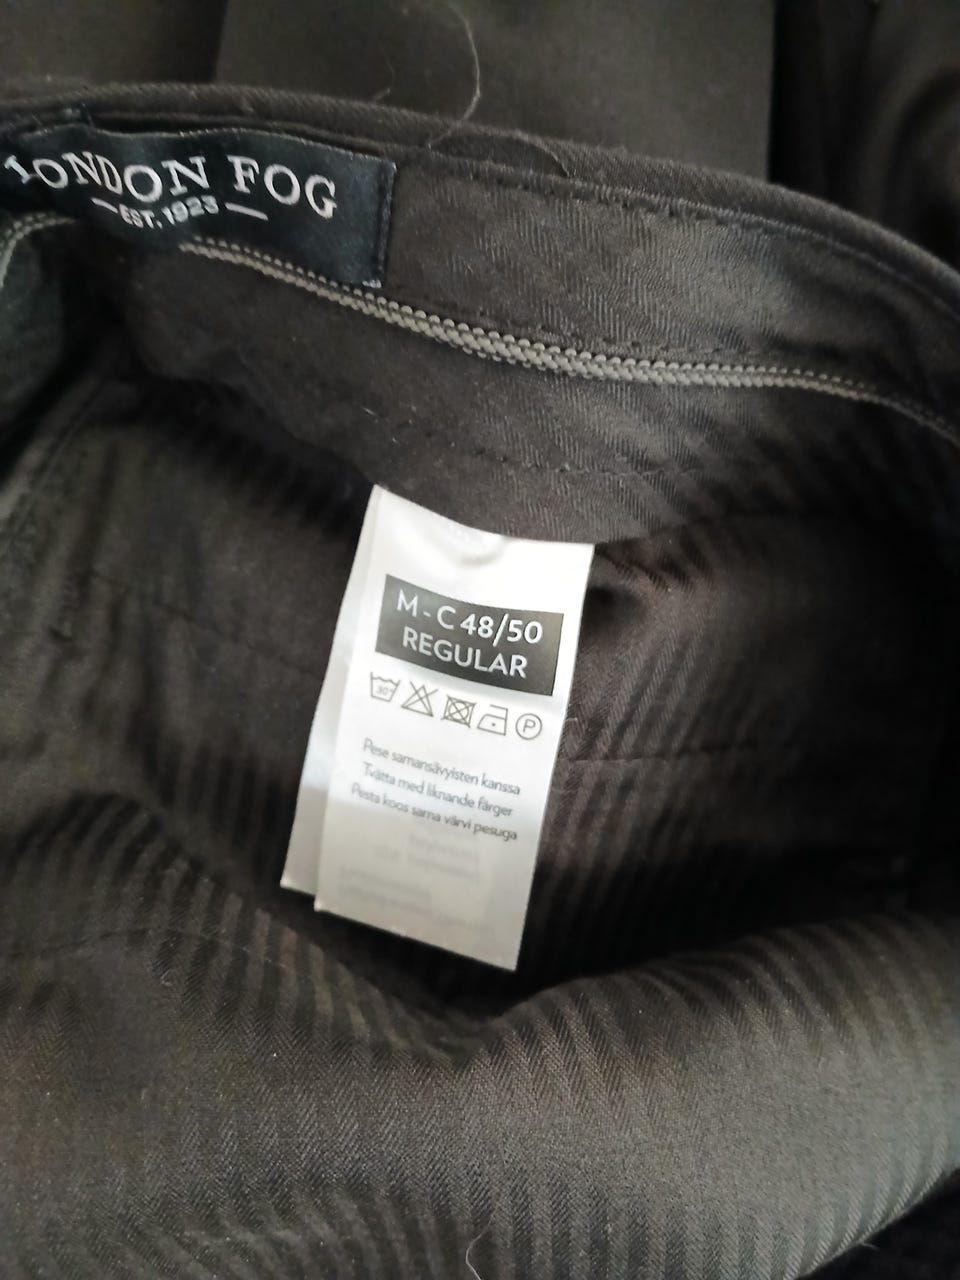 LONDON FOG
EST. 1923
M - C 48/50
REGULAR
30°
P
Pese samansävyisten kanssa
Tvätta med liknande färger
Pesta koos sama värvi pesuga